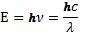 E = hν = hc/λ